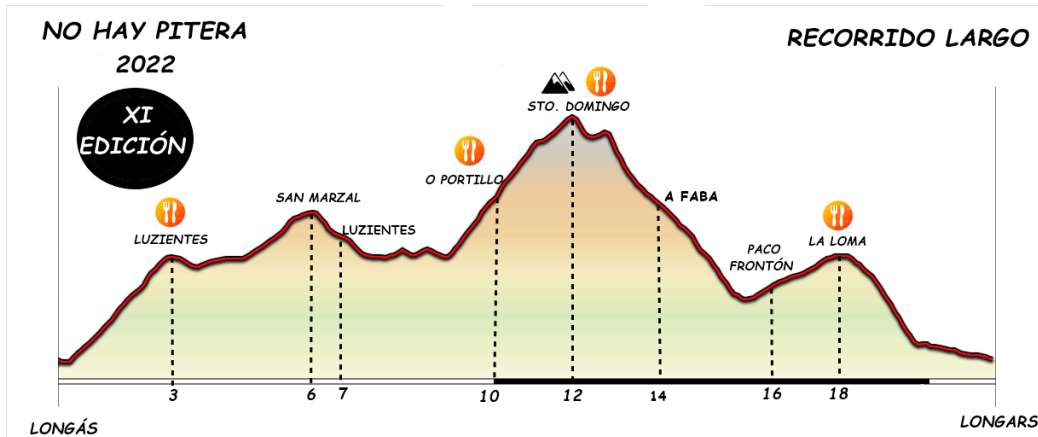 NO HAY PITERA
2022
RECORRIDO LARGO
XI
EDICIÓN
STO. DOMINGO
O PORTILLO
SAN MARZAL
A FABA
LUZIENTES
LUZIENTES
PACO
FRONTÓN
LA LOMA
3
6
7
10
12
14
16
18
LONGÁS
LONGARS